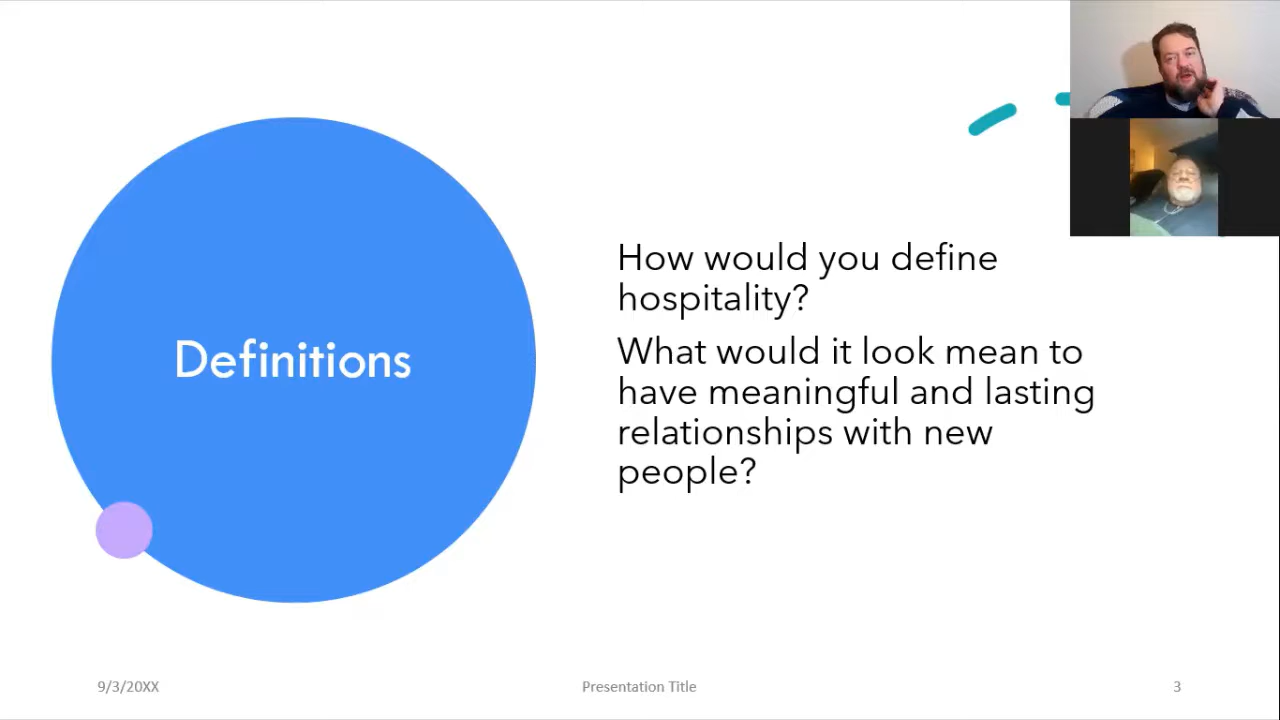 Definitions
How would you define
hospitality?
What would it look mean to
have meaningful and lasting
relationships with new
people?
9/3/20XX
Presentation Title
3